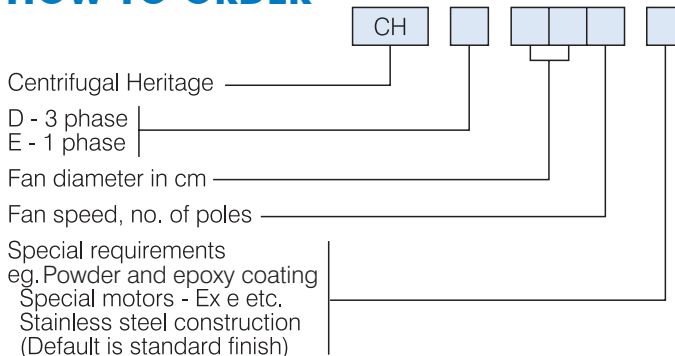 HOW TO ORDER
CH
Centrifugal Heritage
D - 3 phase
E - 1 phase
Fan diameter in cm
Fan speed, no. of poles
Special requirements
eg. Powder and epoxy coating
Special motors - Ex e etc.
Stainless steel construction
(Default is standard finish)